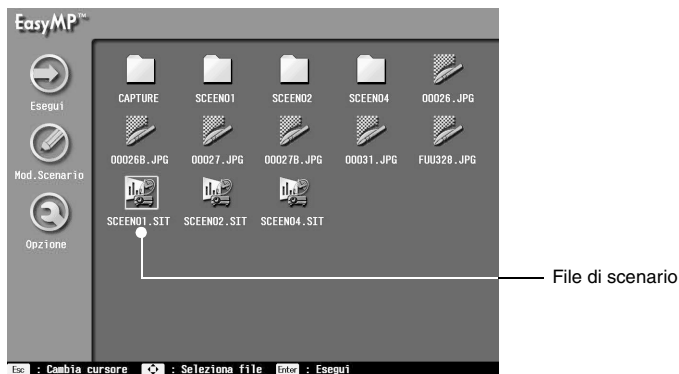 EasyMP™
Esegui
Mod.Scenario
Opzione
CAPTURE SCEEN01 SCEEN02 SCEEN04 00026.JPG
00026B.JPG 00027.JPG 00027B.JPG 00031.JPG FUU328.JPG
SCEEN01.SIT SCEEN02.SIT SCEEN04.SIT
File di scenario
Esc : Cambia cursore : Seleziona file Enter : Esegui